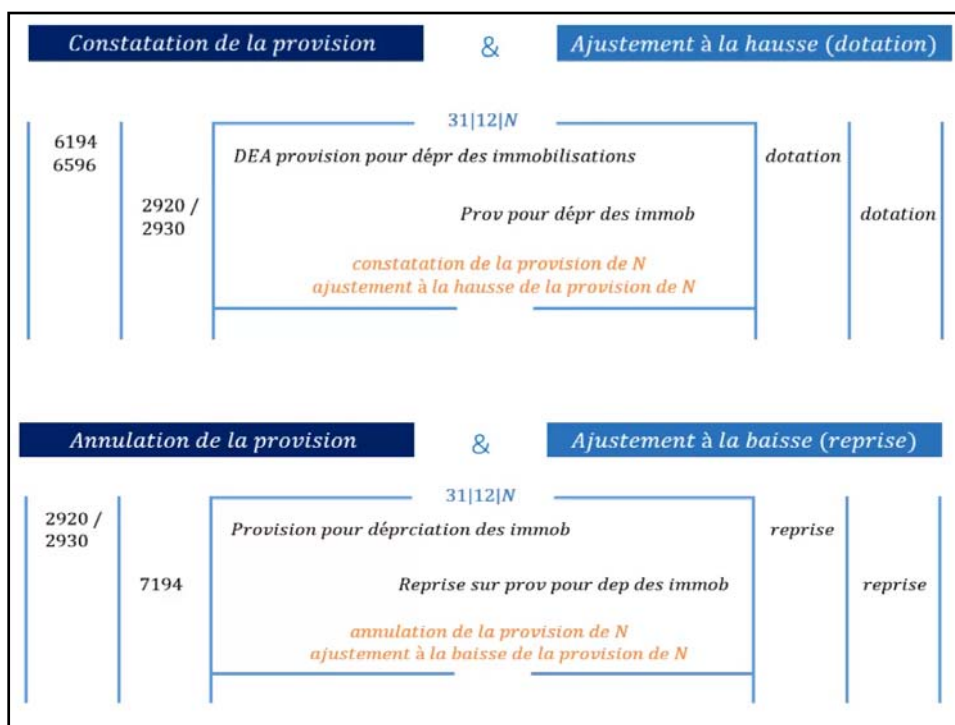 Constatation de la provision & Ajustement à la hausse (dotation)
31|12|N
6194
6596
DEA provision pour dépr des immobilisations dotation
2920 /
2930
Prov pour dépr des immob dotation
constatation de la provision de N
ajustement à la hausse de la provision de N
Annulation de la provision & Ajustement à la baisse (reprise)
31|12|N
2920 /
2930
Provision pour déprciation des immob reprise
7194 Reprise sur prov pour dep des immob reprise
annulation de la provision de N
ajustement à la baisse de la provision de N